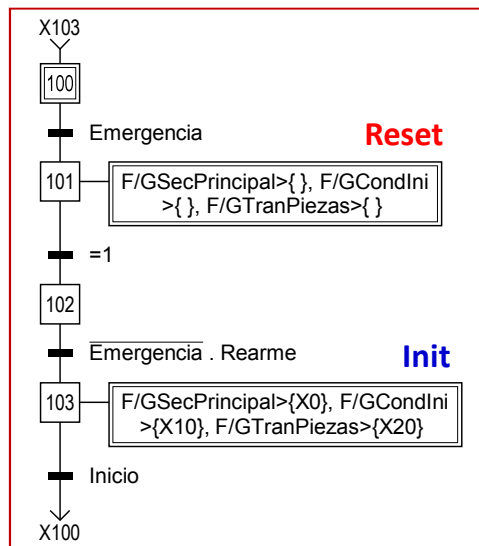 X103
100
Emergencia
Reset
101
F/GSecPrincipal>{ }, F/GCondIni
>{ }, F/GTranPiezas>{ }
=1
102
E̅m̅e̅r̅g̅e̅n̅c̅i̅a̅ . Rearme
Init
103
F/GSecPrincipal>{X0}, F/GCondIni
>{X10}, F/GTranPiezas>{X20}
Inicio
X100